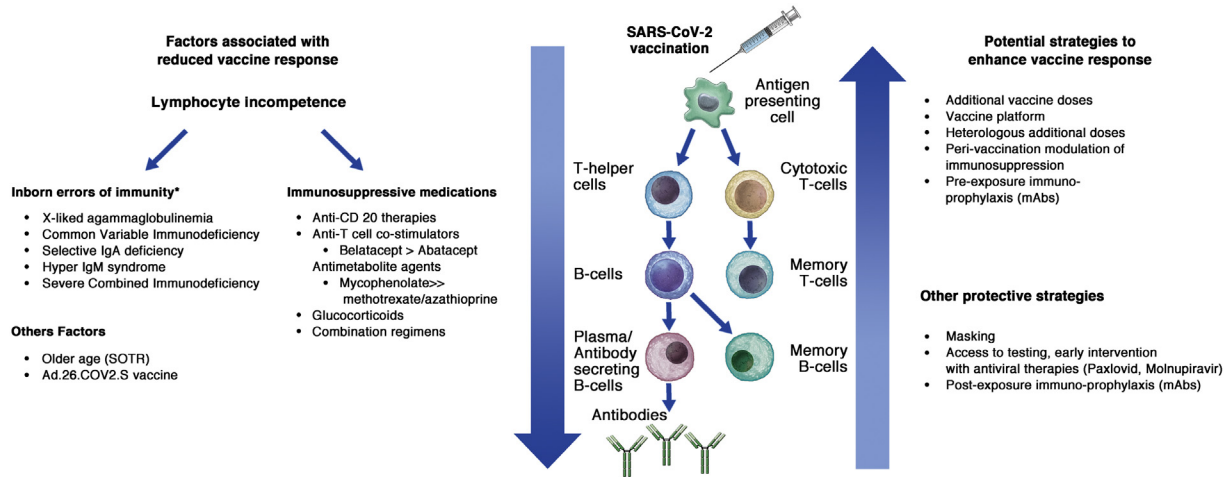 Factors associated with
reduced vaccine response
Lymphocyte incompetence
Inborn errors of immunity*
• X-liked agammaglobulinemia
• Common Variable Immunodeficiency
• Selective IgA deficiency
• Hyper IgM syndrome
• Severe Combined Immunodeficiency
Others Factors
• Older age (SOTR)
• Ad.26.COV2.S vaccine
Immunosuppressive medications
• Anti-CD 20 therapies
• Anti-T cell co-stimulators
• Belatacept > Abatacept
Antimetabolite agents
• Mycophenolate>>
methotrexate/azathioprine
• Glucocorticoids
• Combination regimens
SARS-CoV-2
vaccination
Antigen
presenting
cell
T-helper
cells
Cytotoxic
T-cells
B-cells
Memory
T-cells
Plasma/
Antibody
secreting
B-cells
Memory
B-cells
Antibodies
Potential strategies to
enhance vaccine response
• Additional vaccine doses
• Vaccine platform
• Heterologous additional doses
• Peri-vaccination modulation of
immunosuppression
• Pre-exposure immuno-
prophylaxis (mAbs)
Other protective strategies
• Masking
• Access to testing, early intervention
with antiviral therapies (Paxlovid, Molnupiravir)
• Post-exposure immuno-prophylaxis (mAbs)